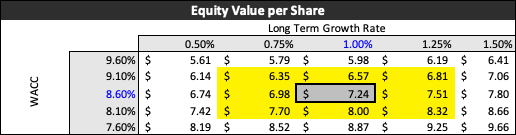 Equity Value per Share
Long Term Growth Rate
0.50% 0.75% 1.00% 1.25% 1.50%
9.60% $ 5.61 $ 5.79 $ 5.98 $ 6.19 $ 6.41
9.10% $ 6.14 $ 6.35 $ 6.57 $ 6.81 $ 7.06
WACC
8.60% $ 6.74 $ 6.98 $ 7.24 $ 7.51 $ 7.80
8.10% $ 7.42 $ 7.70 $ 8.00 $ 8.32 $ 8.66
7.60% $ 8.19 $ 8.52 $ 8.87 $ 9.25 $ 9.66